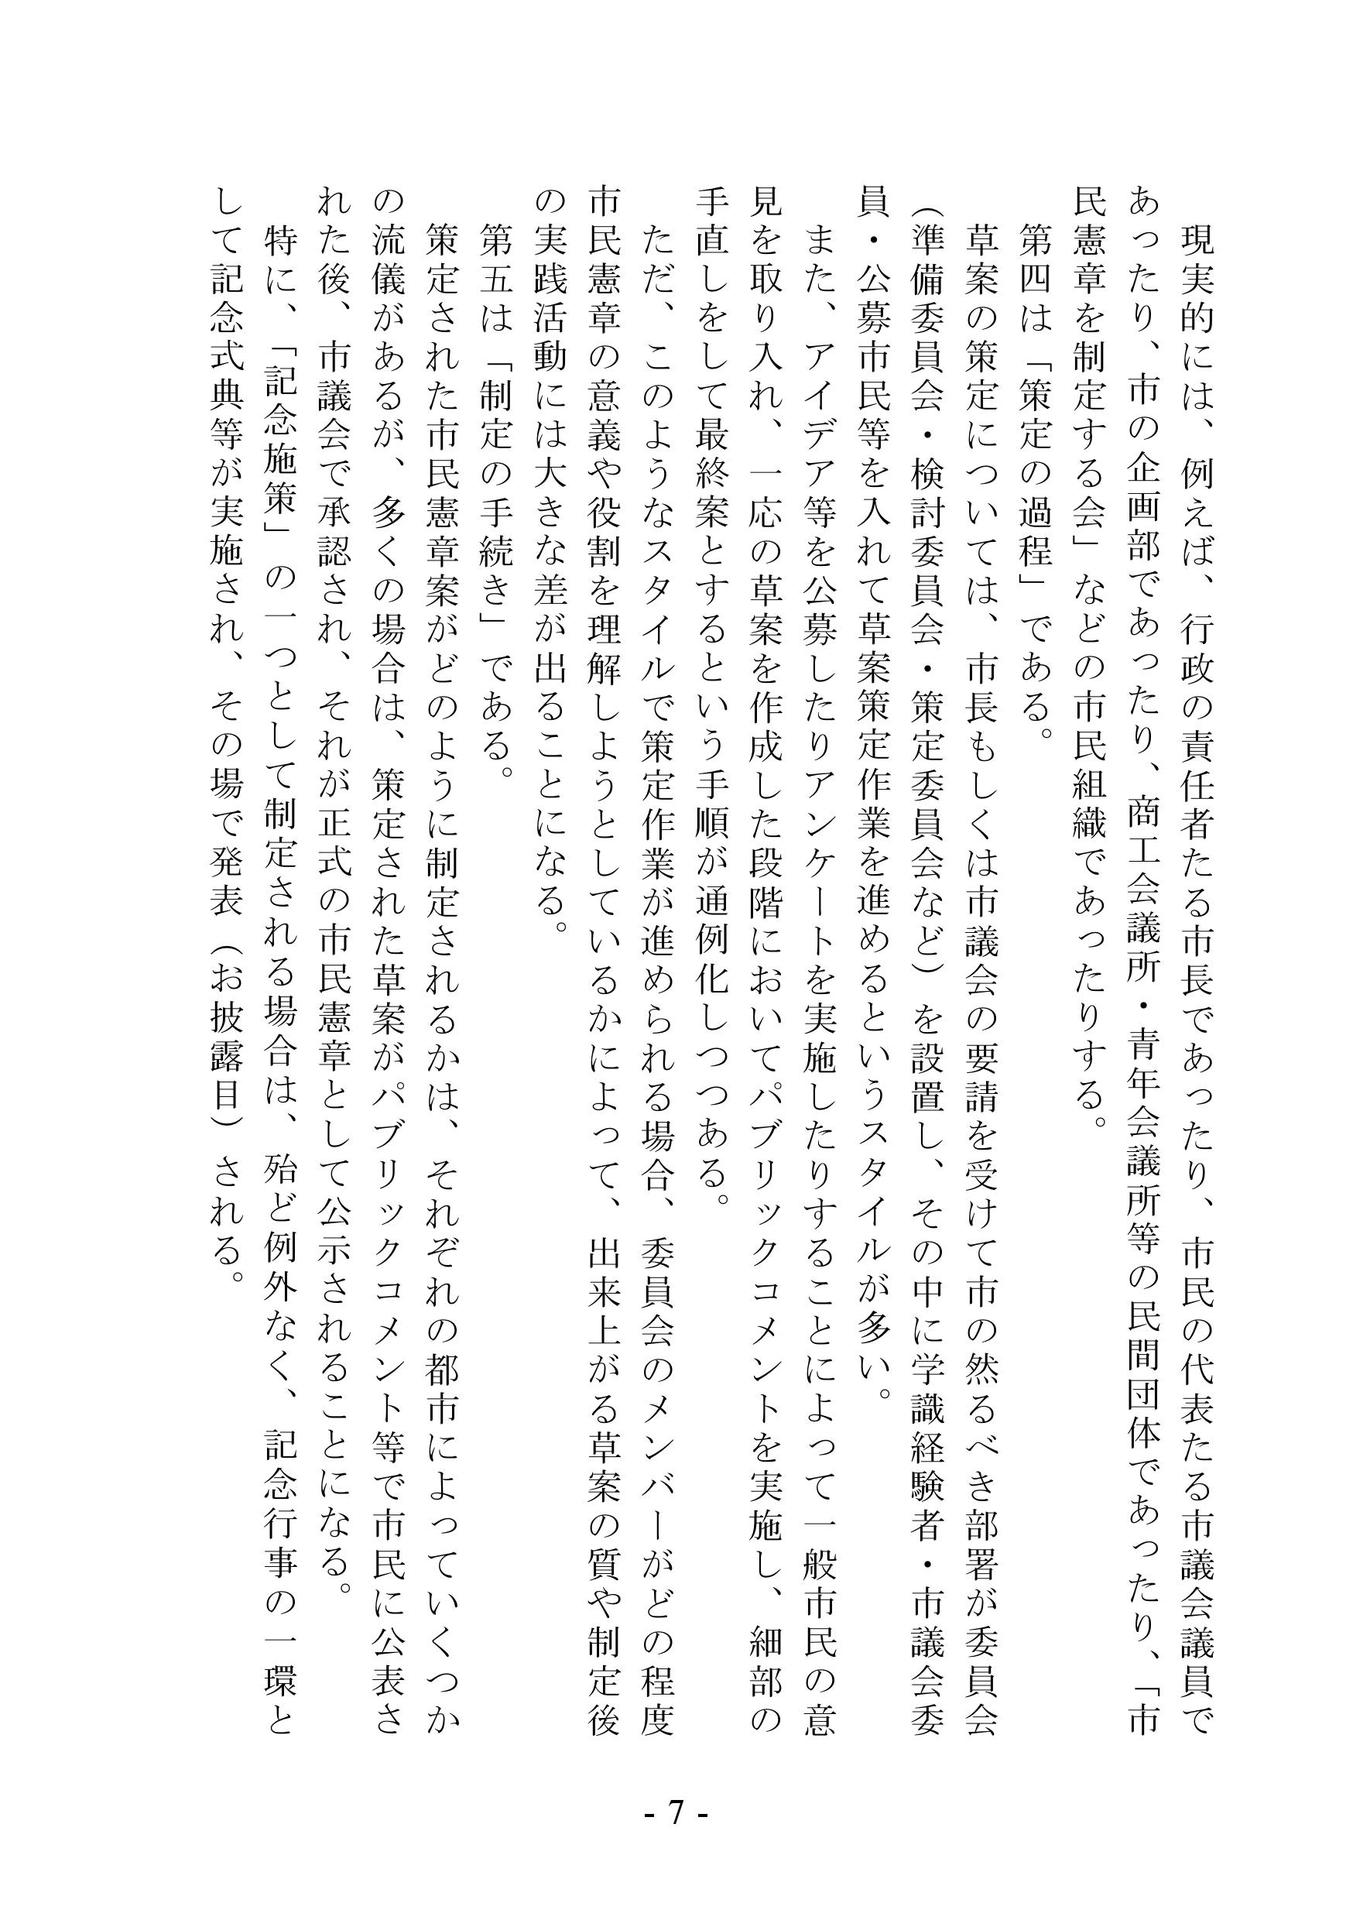 現実的には、例えば、行政の責任者たる市長であったり、市民の代表たる市議会議員で
あったり、市の企画部であったり、商工会議所・青年会議所等の民間団体であったり、「市
民憲章を制定する会」などの市民組織であったりする。
第四は「策定の過程」である。
草案の策定については、市長もしくは市議会の要請を受けて市の然るべき部署が委員会
（準備委員会・検討委員会・策定委員会など）を設置し、その中に学識経験者・市議会委
員・公募市民等を入れて草案策定作業を進めるというスタイルが多い。
また、アイデア等を公募したりアンケートを実施したりすることによって一般市民の意
見を取り入れ、一応の草案を作成した段階においてパブリックコメントを実施し、細部の
手直しをして最終案とするという手順が通例化しつつある。
ただ、このようなスタイルで策定作業が進められる場合、委員会のメンバーがどの程度
市民憲章の意義や役割を理解しようとしているかによって、出来上がる草案の質や制定後
の実践活動には大きな差が出ることになる。
第五は「制定の手続き」である。
策定された市民憲章案がどのように制定されるかは、それぞれの都市によっていくつか
の流儀があるが、多くの場合は、策定された草案がパブリックコメント等で市民に公表さ
れた後、市議会で承認され、それが正式の市民憲章として公示されることになる。
特に、「記念施策」の一つとして制定される場合は、殆ど例外なく、記念行事の一環と
して記念式典等が実施され、その場で発表（お披露目）される。
- 7 -